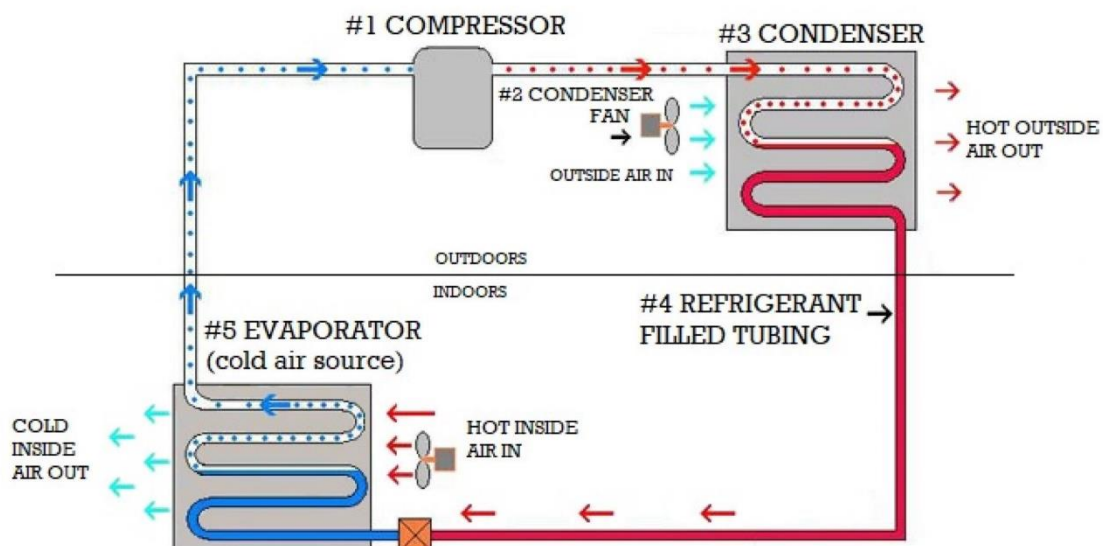 #1 COMPRESSOR
#3 CONDENSER
#2 CONDENSER
FAN
OUTSIDE AIR IN
HOT OUTSIDE
AIR OUT
OUTDOORS
INDOORS
#4 REFRIGERANT
FILLED TUBING
#5 EVAPORATOR
(cold air source)
COLD
INSIDE
AIR OUT
HOT INSIDE
AIR IN